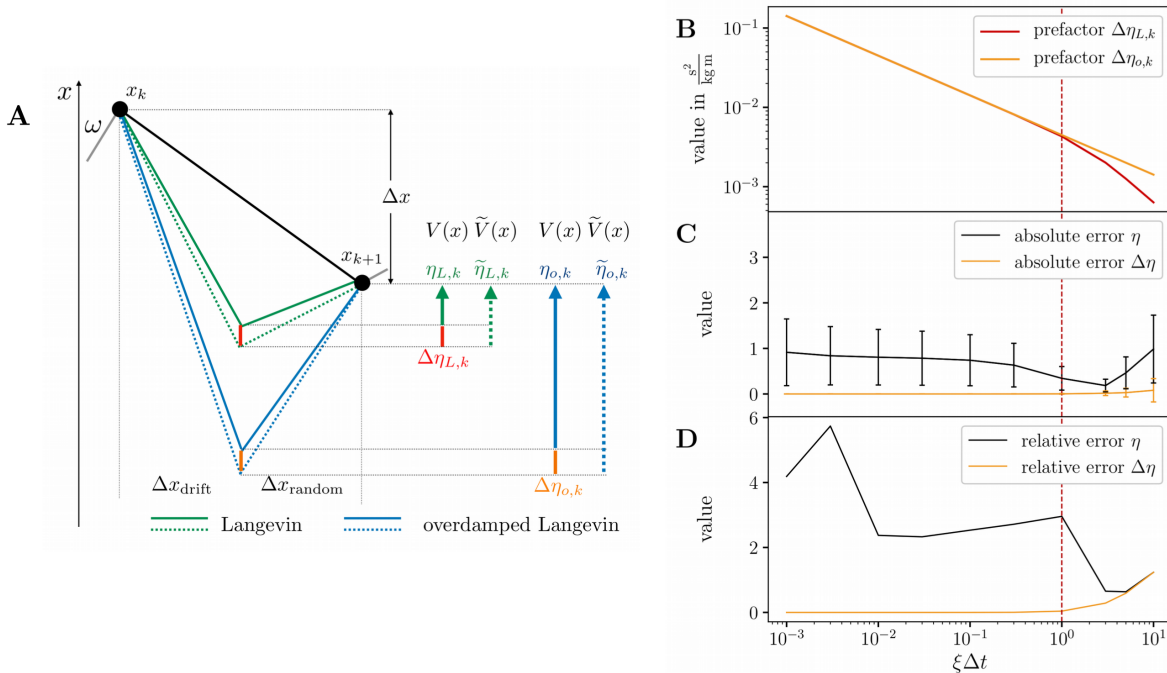 A
x
x_k
ω
Δx
V(x) Ṽ(x) V(x) Ṽ(x)
x_{k+1}
η_{L,k} η̃_{L,k} η_{o,k} η̃_{o,k}
Δη_{L,k}
Δη_{o,k}
Δx_drift Δx_random
Langevin overdamped Langevin
B
prefactor Δη_{L,k}
prefactor Δη_{o,k}
value in s²/kg m
10⁻¹
10⁻²
10⁻³
C
absolute error η
absolute error Δη
value
3
2
1
0
D
relative error η
relative error Δη
value
6
4
2
0
10⁻³ 10⁻² 10⁻¹ 10⁰ 10¹
ξΔt